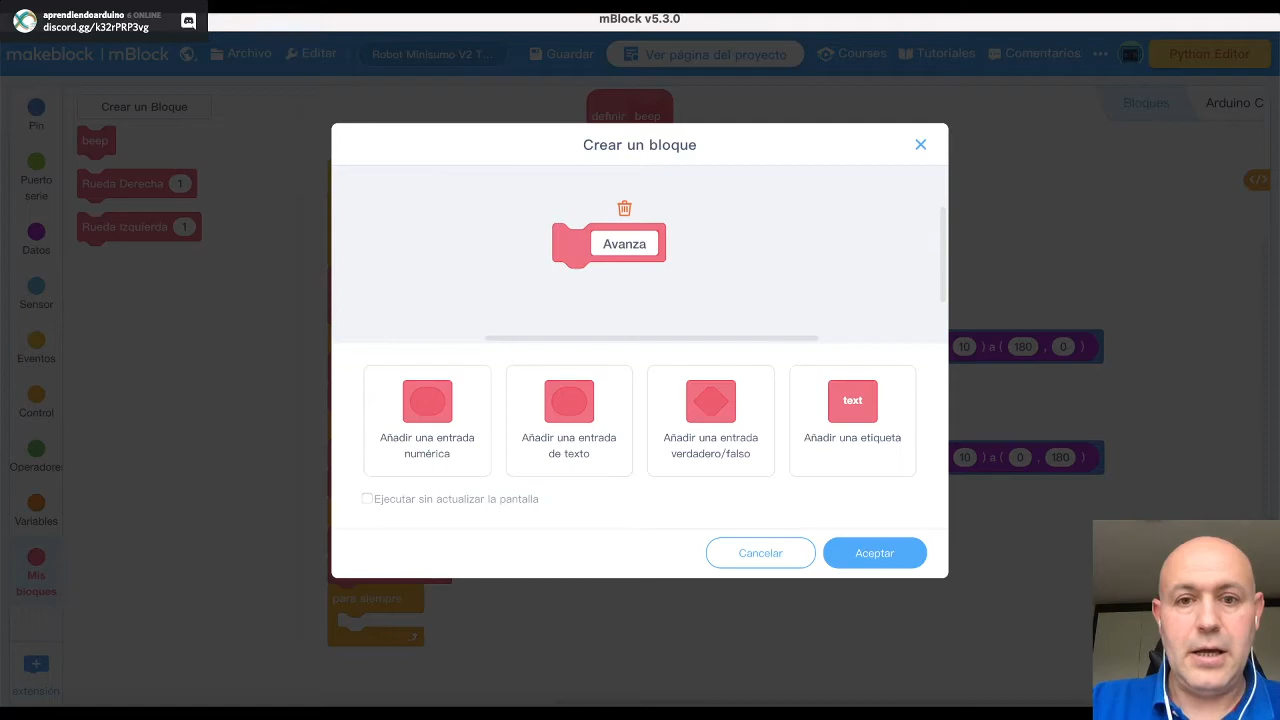 aprendiendoarduino 6 ONLINE
discord.gg/k32rPRP3vg
mBlock v5.3.0
makeblock | mBlock
Archivo
Editar
Robot Minisumo V2 T...
Guardar
Ver página del proyecto
Courses
Tutoriales
Comentarios
Python Editor
Pin
Puerto
serie
Datos
Sensor
Eventos
Control
Operadores
Variables
Mis
bloques
extensión
Crear un Bloque
beep
Rueda Derecha 1
Rueda Izquierda 1
definir beep
Bloques
Arduino C
</>
Crear un bloque
Avanza
Añadir una entrada
numérica
Añadir una entrada
de texto
Añadir una entrada
verdadero/falso
text
Añadir una etiqueta
Ejecutar sin actualizar la pantalla
Cancelar
Aceptar
10 ) a ( 180 , 0 )
10 ) a ( 0 , 180 )
para siempre